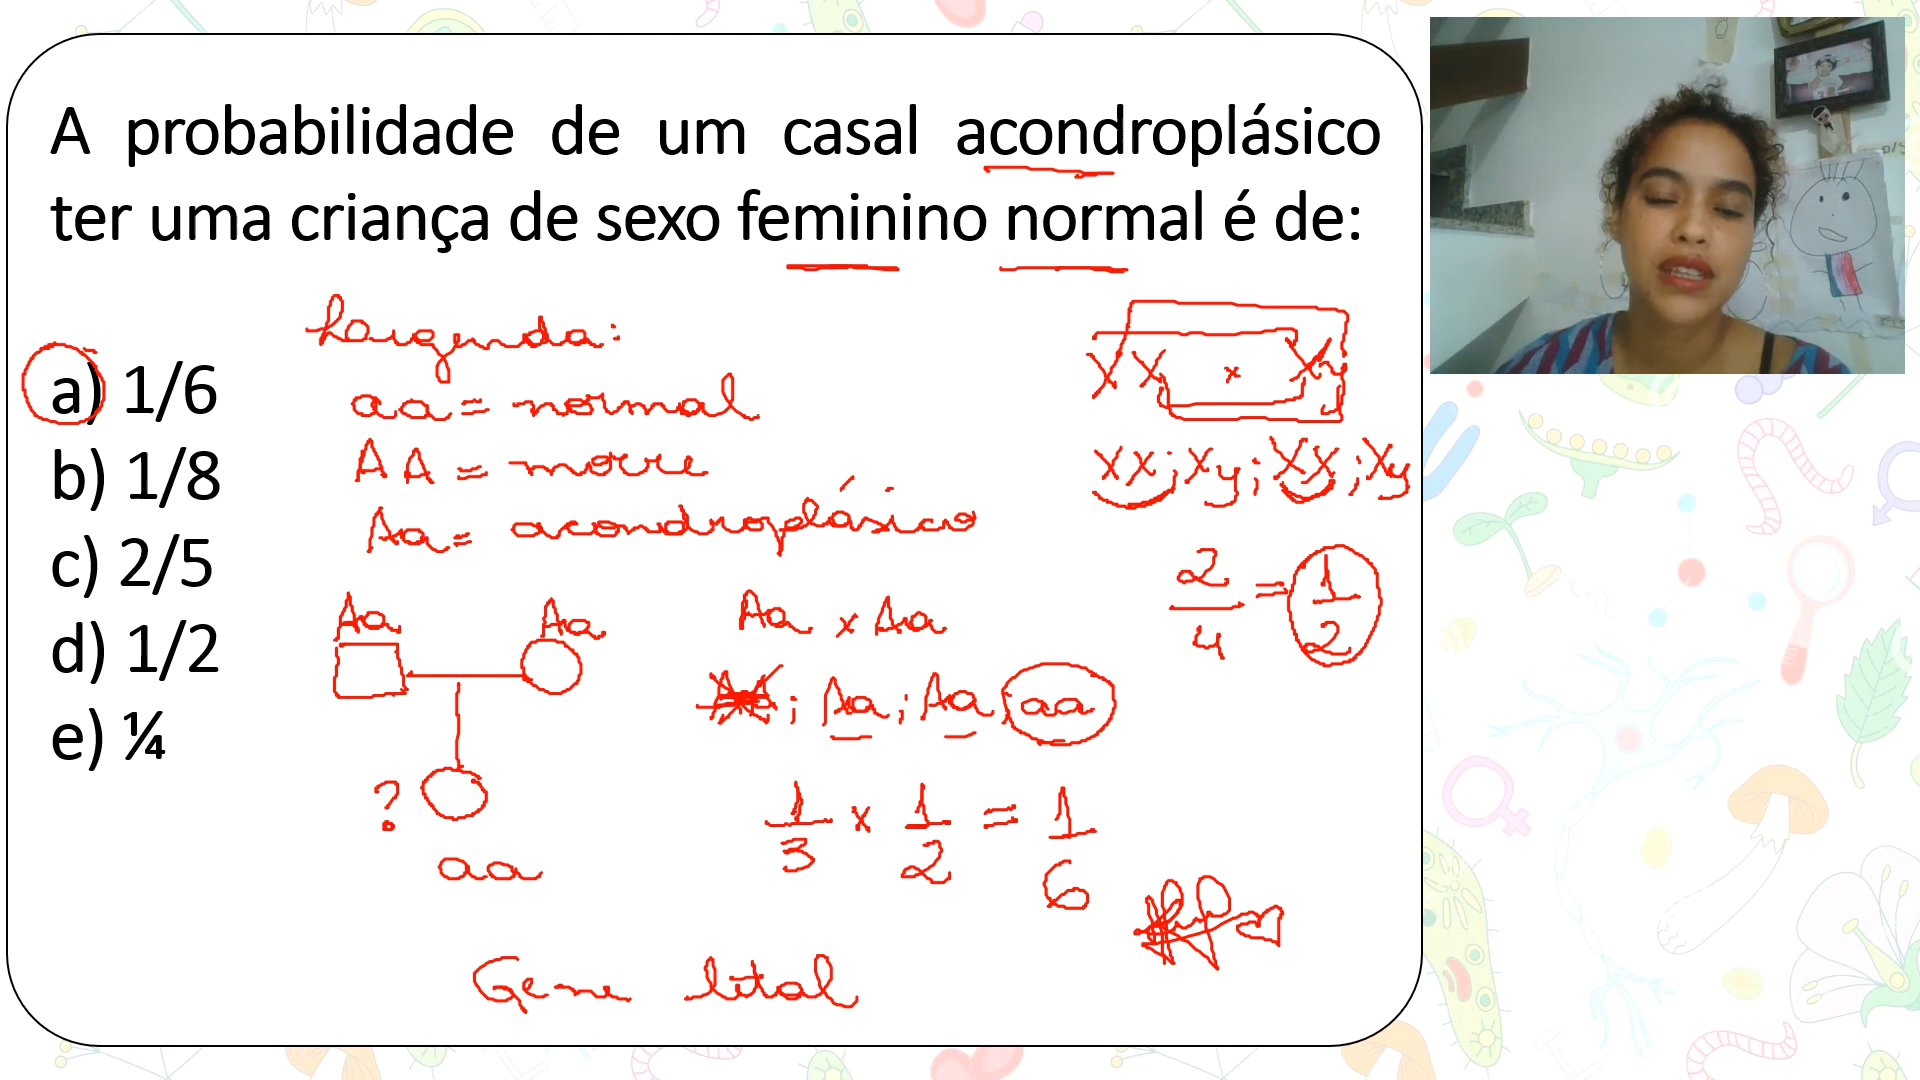 A probabilidade de um casal acondroplásico
ter uma criança de sexo feminino normal é de:
a) 1/6
b) 1/8
c) 2/5
d) 1/2
e) ¼
Legenda:
aa = normal
AA = morre
Aa = acondroplásico
Aa Aa
?
aa
Aa x Aa
; Aa; Aa, aa
1/3 x 1/2 = 1/6
Gene letal
XX x Xy
XX; Xy; XX; Xy
2/4 = 1/2